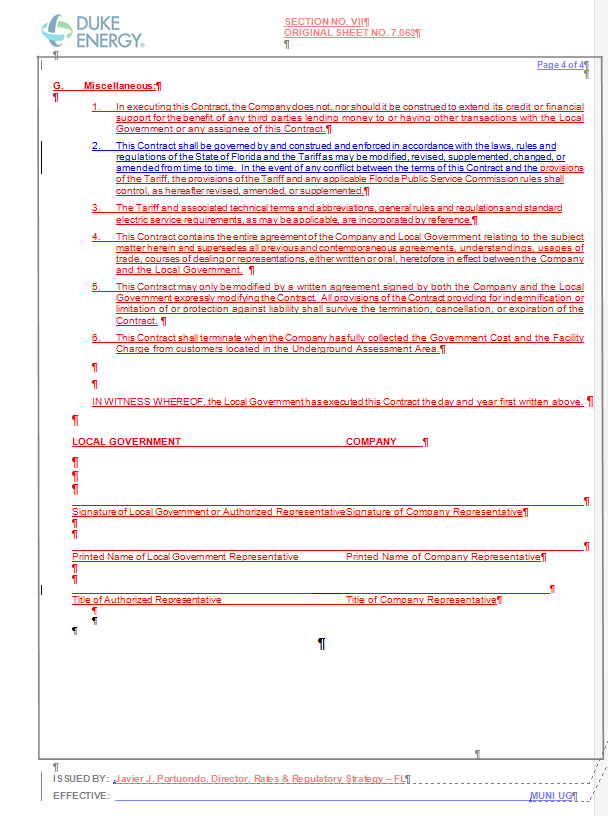 DUKE
ENERGY®
SECTION NO. VII¶
ORIGINAL SHEET NO. 7.063¶
¶
¶
Page 4 of 4¶
¶
G. Miscellaneous:¶
¶
1. In executing this Contract, the Company does not, nor should it be construed to extend its credit or financial
support for the benefit of any third parties lending money to or having other transactions with the Local
Government or any assignee of this Contract.¶
2. This Contract shall be governed by and construed and enforced in accordance with the laws, rules and
regulations of the State of Florida and the Tariff as may be modified, revised, supplemented, changed, or
amended from time to time. In the event of any conflict between the terms of this Contract and the provisions
of the Tariff, the provisions of the Tariff and any applicable Florida Public Service Commission rules shall
control, as hereafter revised, amended, or supplemented.¶
3. The Tariff and associated technical terms and abbreviations, general rules and regulations and standard
electric service requirements, as may be applicable, are incorporated by reference.¶
4. This Contract contains the entire agreement of the Company and Local Government relating to the subject
matter herein and supersedes all previous and contemporaneous agreements, understandings, usages of
trade, courses of dealing or representations, either written or oral, heretofore in effect between the Company
and the Local Government. ¶
5. This Contract may only be modified by a written agreement signed by both the Company and the Local
Government expressly modifying the Contract. All provisions of the Contract providing for indemnification or
limitation of or protection against liability shall survive the termination, cancellation, or expiration of the
Contract. ¶
6. This Contract shall terminate when the Company has fully collected the Government Cost and the Facility
Charge from customers located in the Underground Assessment Area.¶
¶
¶
IN WITNESS WHEREOF, the Local Government has executed this Contract the day and year first written above. ¶
¶
LOCAL GOVERNMENT COMPANY ¶
¶
¶
¶
¶
Signature of Local Government or Authorized Representative Signature of Company Representative¶
¶
¶
¶
Printed Name of Local Government Representative Printed Name of Company Representative¶
¶
¶
¶
Title of Authorized Representative Title of Company Representative¶
¶
¶
¶
¶
¶
¶
ISSUED BY: Javier J. Portuondo, Director, Rates & Regulatory Strategy – FL¶
EFFECTIVE: MUNI UG¶